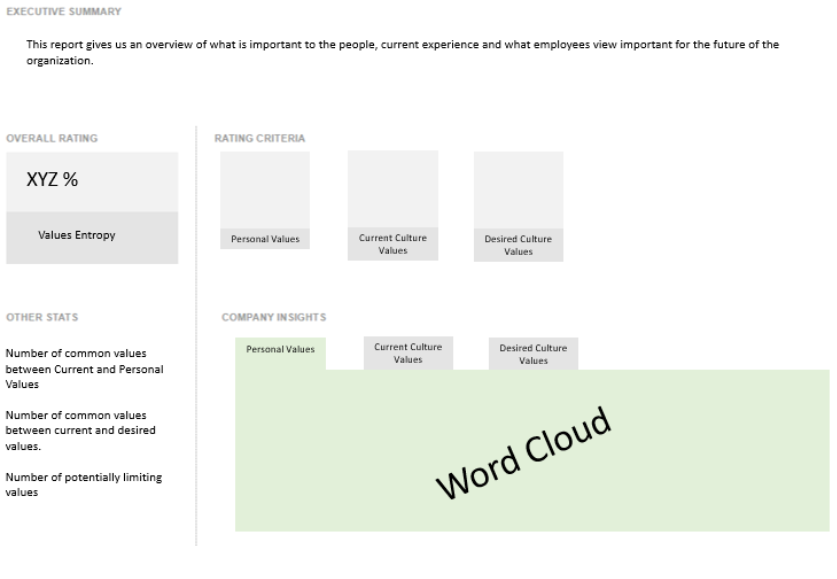 EXECUTIVE SUMMARY
This report gives us an overview of what is important to the people, current experience and what employees view important for the future of the
organization.
OVERALL RATING
XYZ %
Values Entropy
RATING CRITERIA
Personal Values
Current Culture
Values
Desired Culture
Values
OTHER STATS
Number of common values
between Current and Personal
Values
Number of common values
between current and desired
values.
Number of potentially limiting
values
COMPANY INSIGHTS
Personal Values
Current Culture
Values
Desired Culture
Values
Word Cloud